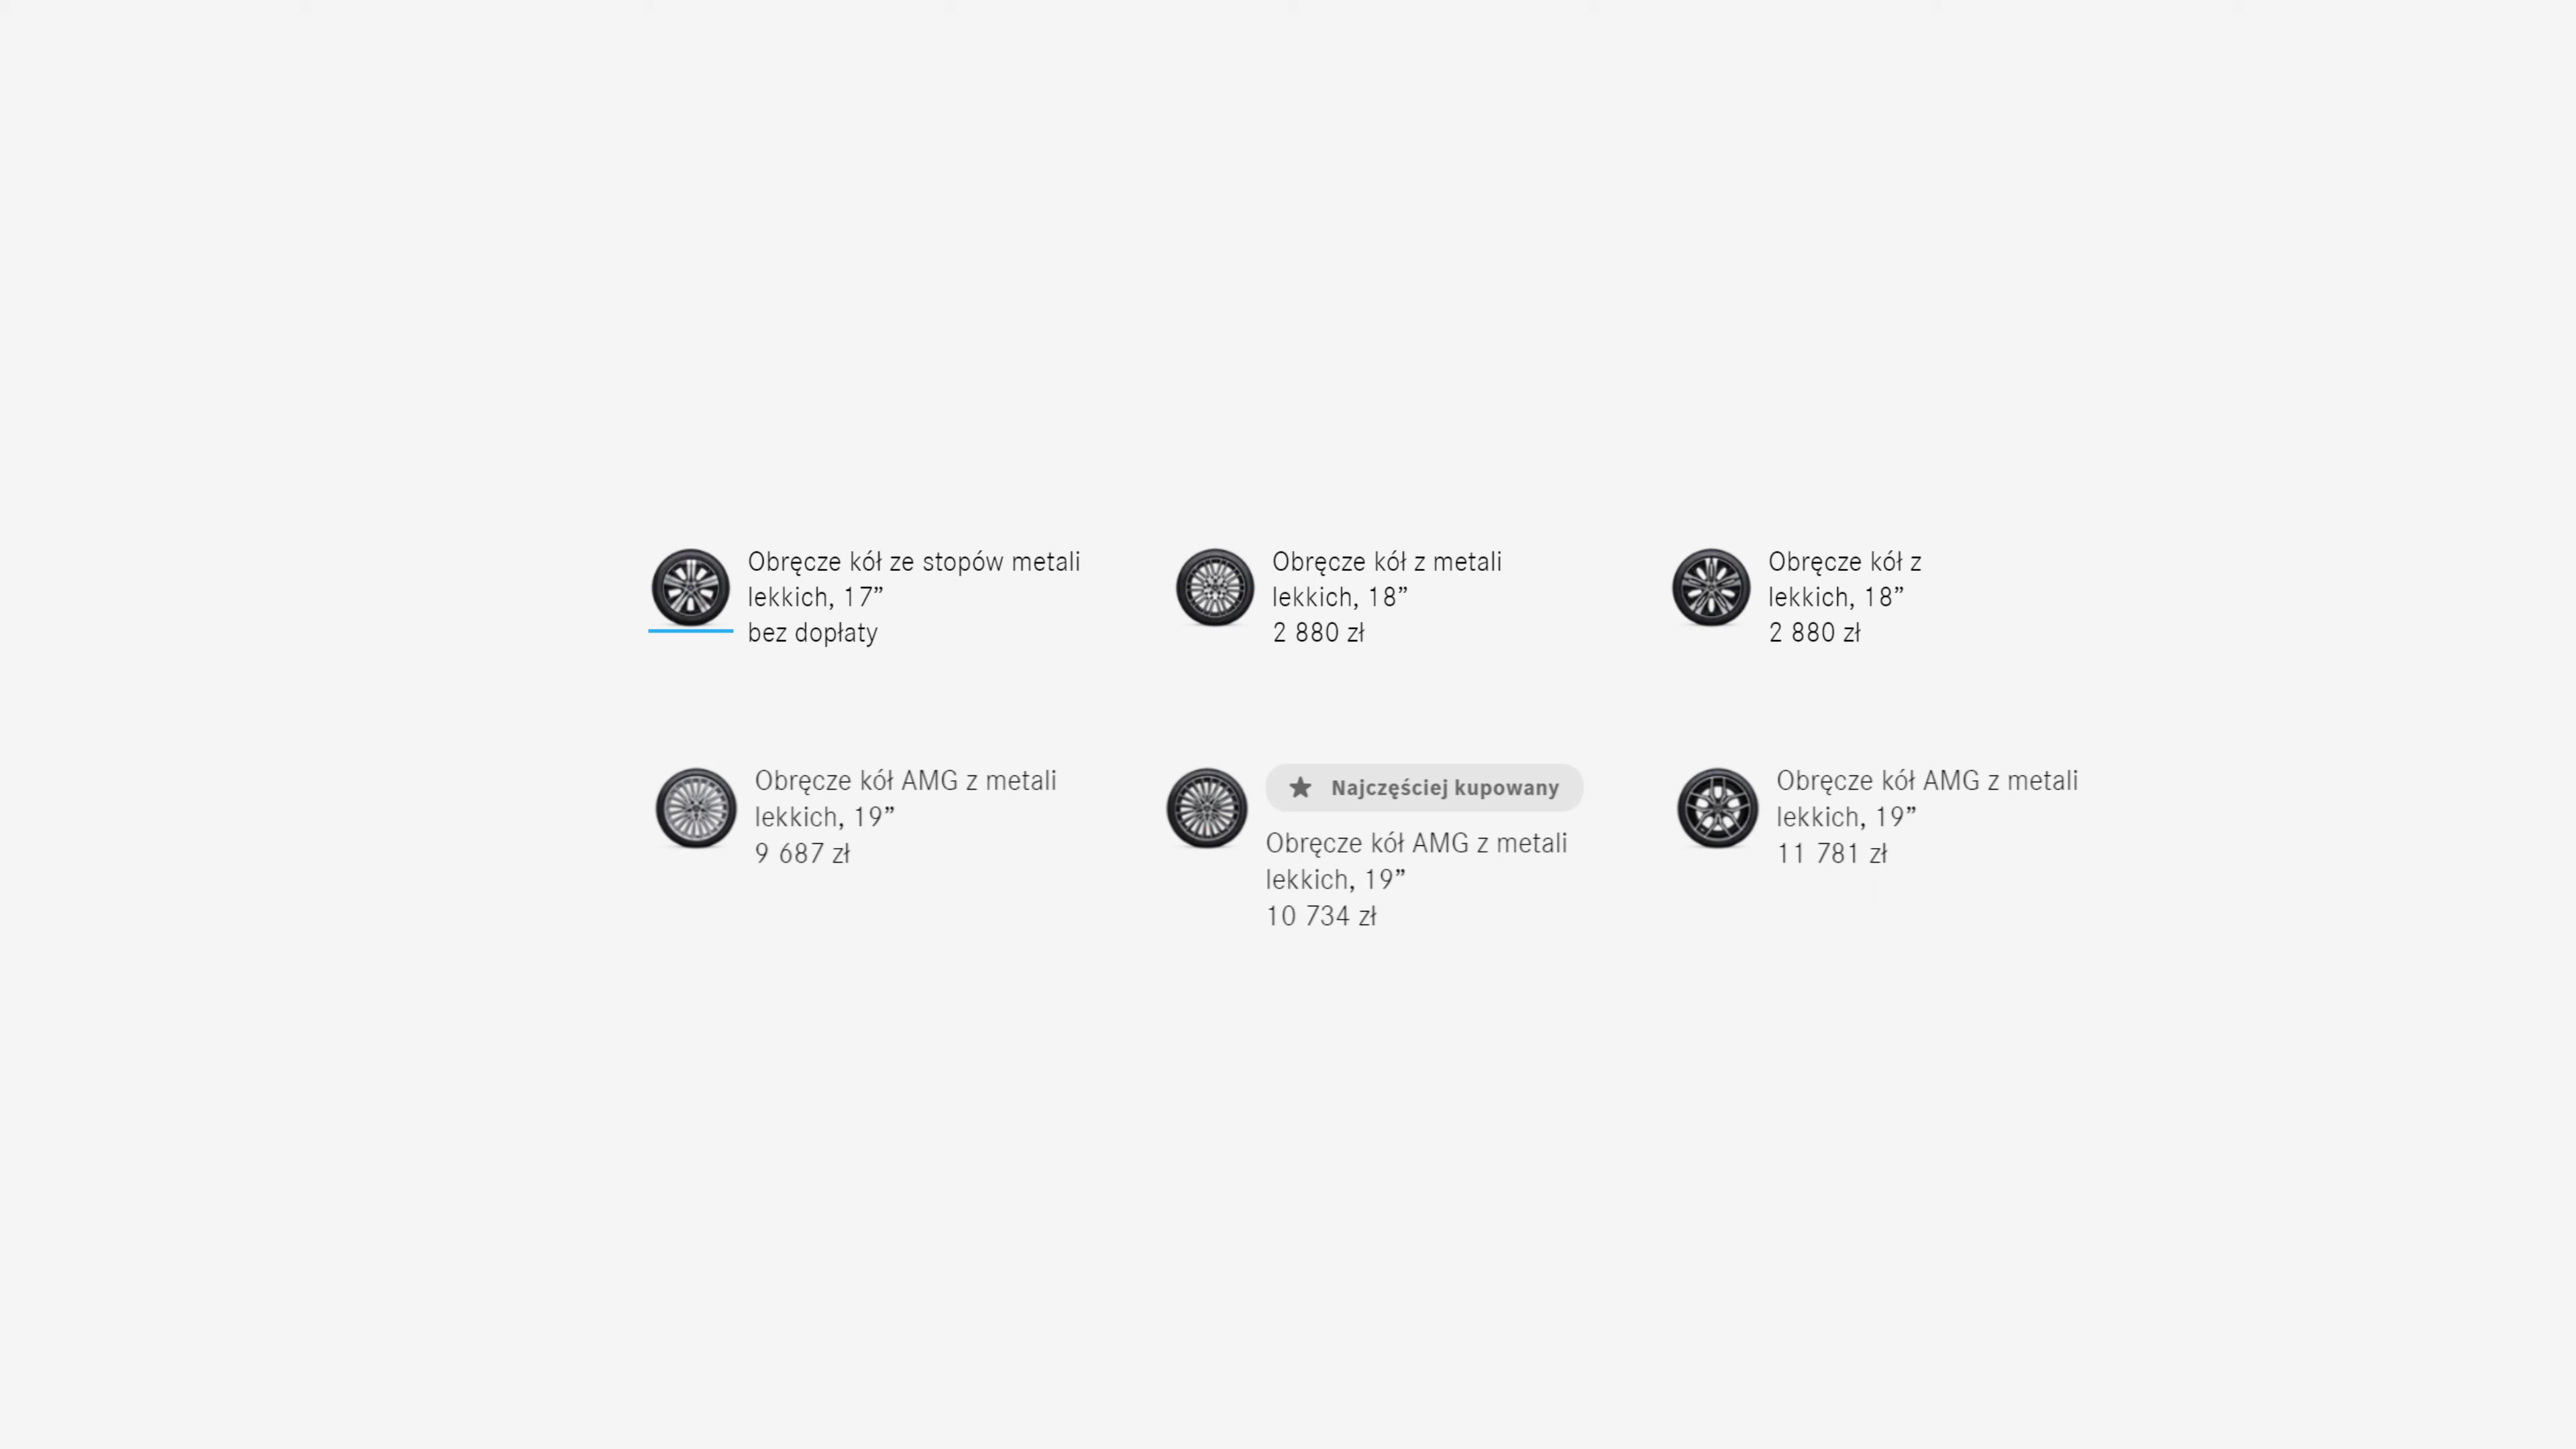 Obręcze kół ze stopów metali
lekkich, 17”
bez dopłaty
Obręcze kół z metali
lekkich, 18”
2 880 zł
Obręcze kół z
lekkich, 18”
2 880 zł
Obręcze kół AMG z metali
lekkich, 19”
9 687 zł
Najczęściej kupowany
Obręcze kół AMG z metali
lekkich, 19”
10 734 zł
Obręcze kół AMG z metali
lekkich, 19”
11 781 zł